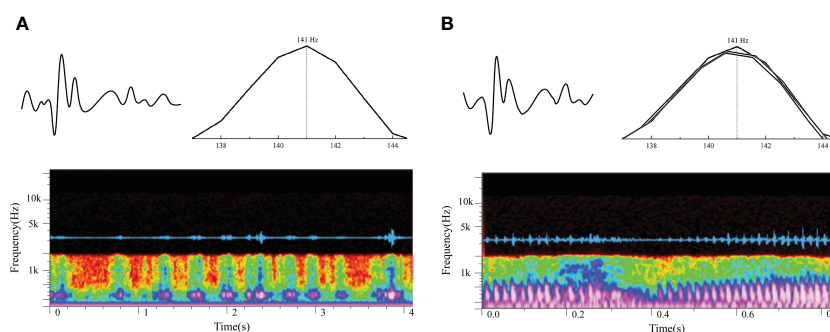 A
141 Hz
138 140 142 144
10k
5k
1k
Frequency(Hz)
0 1 2 3 4
Time(s)
B
141 Hz
138 140 142 144
10k
5k
1k
Frequency(Hz)
0.0 0.2 0.4 0.6
Time(s)